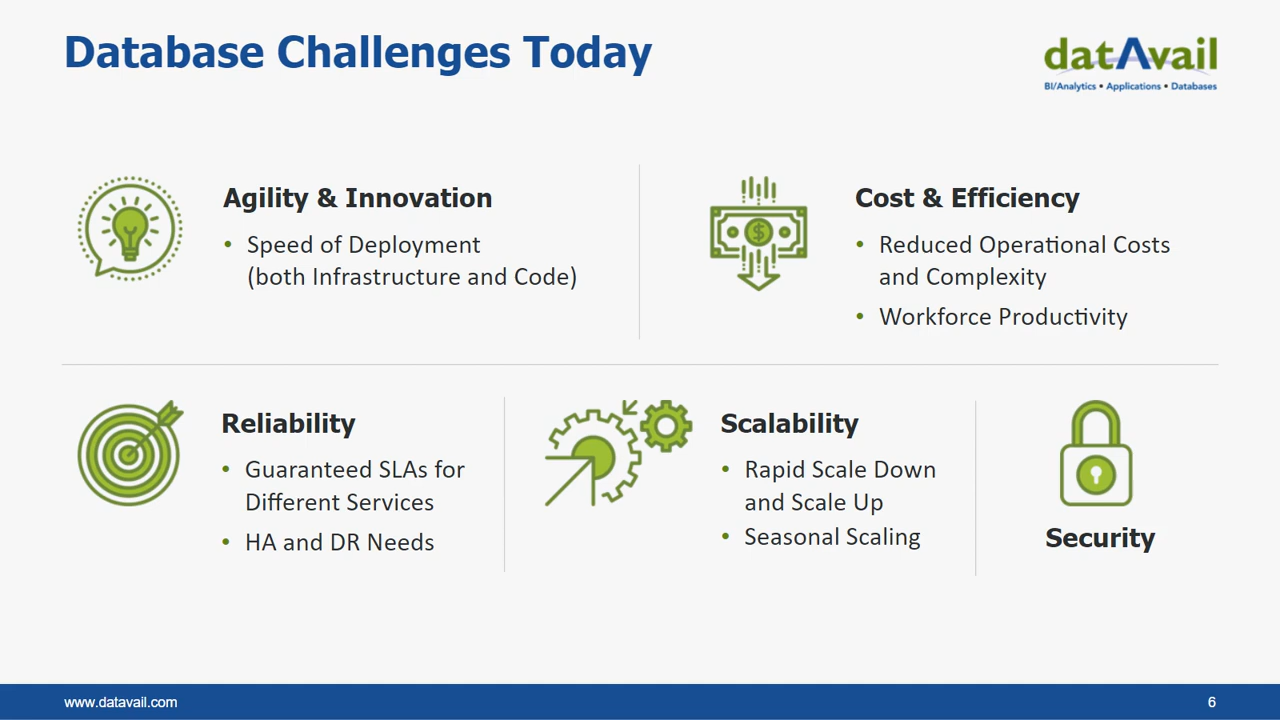 Database Challenges Today
datAvail
BI/Analytics • Applications • Databases
Agility & Innovation
• Speed of Deployment
(both Infrastructure and Code)
$
Cost & Efficiency
• Reduced Operational Costs
and Complexity
• Workforce Productivity
Reliability
• Guaranteed SLAs for
Different Services
• HA and DR Needs
Scalability
• Rapid Scale Down
and Scale Up
• Seasonal Scaling
Security
www.datavail.com
6